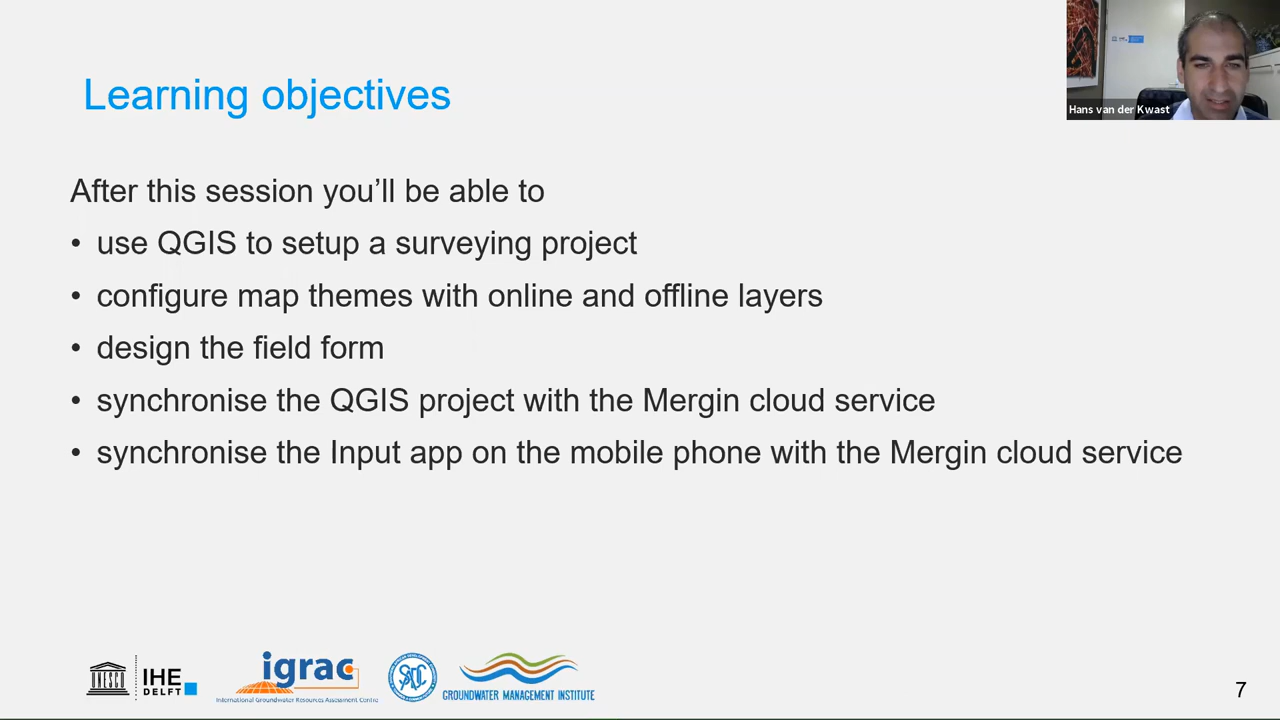 Learning objectives
Hans van der Kwast
After this session you’ll be able to
• use QGIS to setup a surveying project
• configure map themes with online and offline layers
• design the field form
• synchronise the QGIS project with the Mergin cloud service
• synchronise the Input app on the mobile phone with the Mergin cloud service
UNESCO
IHE
DELFT
igrac
International Groundwater Resources Assessment Centre
GROUNDWATER MANAGEMENT INSTITUTE
7